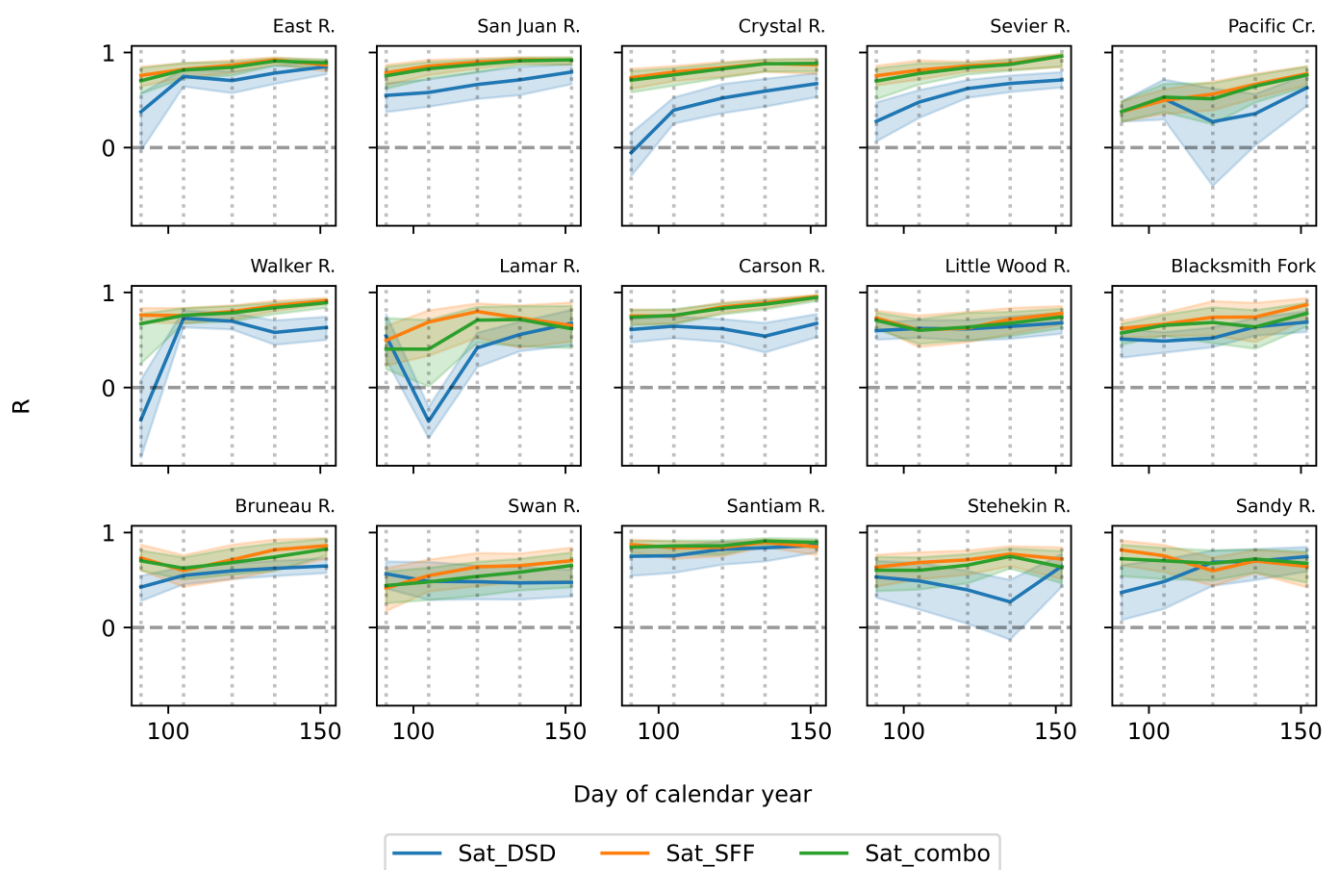 East R. San Juan R. Crystal R. Sevier R. Pacific Cr.
1
0
Walker R. Lamar R. Carson R. Little Wood R. Blacksmith Fork
1
0
R
Bruneau R. Swan R. Santiam R. Stehekin R. Sandy R.
1
0
100 150 100 150 100 150 100 150 100 150
Day of calendar year
Sat_DSD Sat_SFF Sat_combo